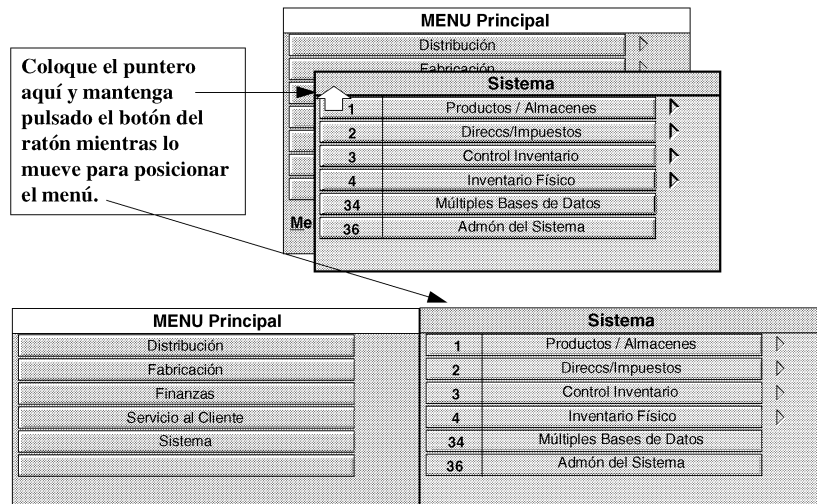 MENU Principal
Distribución
Fabricación
Coloque el puntero
aquí y mantenga
pulsado el botón del
ratón mientras lo
mueve para posicionar
el menú.
Sistema
1 Productos / Almacenes
2 Direccs/Impuestos
3 Control Inventario
4 Inventario Físico
34 Múltiples Bases de Datos
36 Admón del Sistema
Me
MENU Principal
Distribución
Fabricación
Finanzas
Servicio al Cliente
Sistema
Sistema
1 Productos / Almacenes
2 Direccs/Impuestos
3 Control Inventario
4 Inventario Físico
34 Múltiples Bases de Datos
36 Admón del Sistema